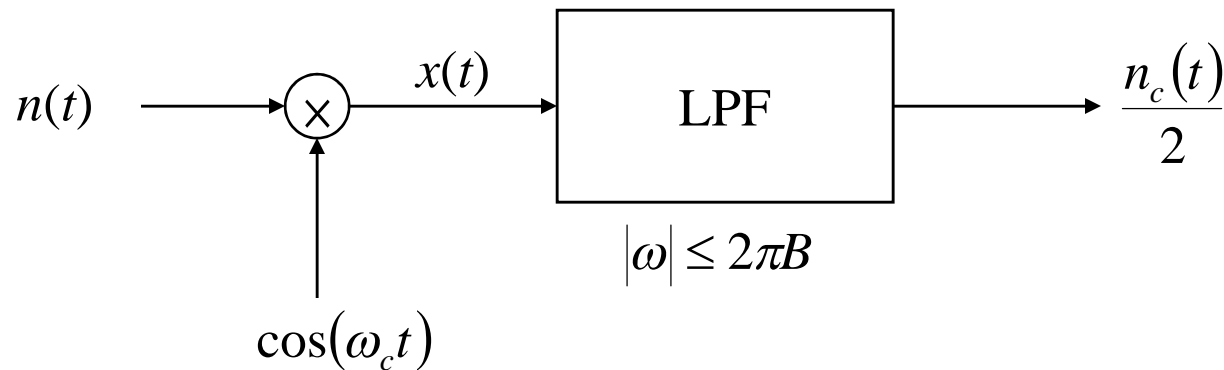 n(t)
×
x(t)
LPF
n_c(t)/2
|ω| ≤ 2πB
cos(ω_c t)